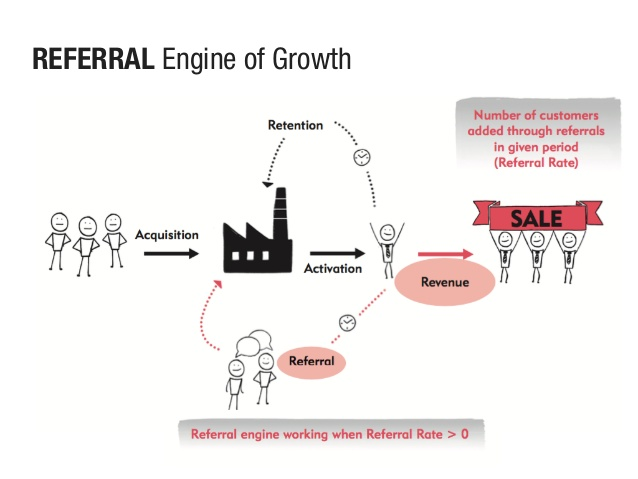 REFERRAL Engine of Growth
Number of customers
added through referrals
in given period
(Referral Rate)
Retention
SALE
Acquisition
Activation
Revenue
Referral
Referral engine working when Referral Rate > 0